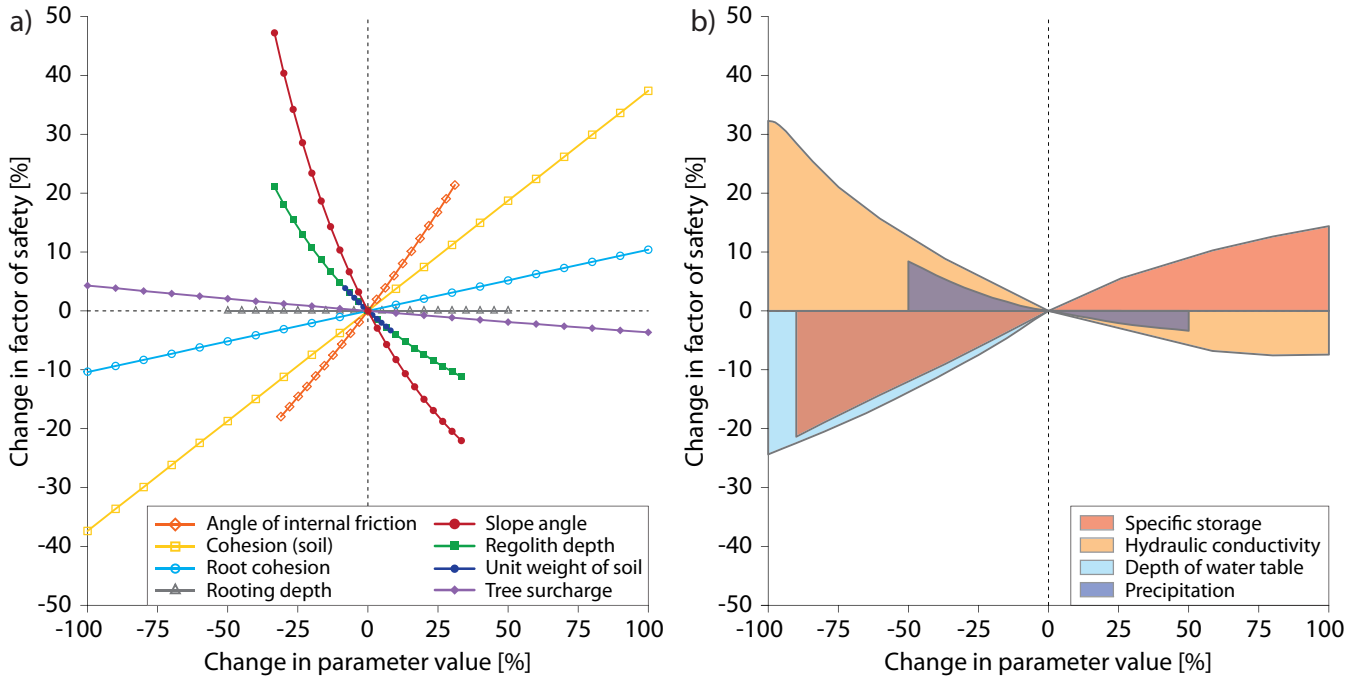 a)
Change in factor of safety [%]
50
40
30
20
10
0
-10
-20
-30
-40
-50
Angle of internal friction
Cohesion (soil)
Root cohesion
Rooting depth
Slope angle
Regolith depth
Unit weight of soil
Tree surcharge
-100 -75 -50 -25 0 25 50 75 100
Change in parameter value [%]
b)
Change in factor of safety [%]
50
40
30
20
10
0
-10
-20
-30
-40
-50
Specific storage
Hydraulic conductivity
Depth of water table
Precipitation
-100 -75 -50 -25 0 25 50 75 100
Change in parameter value [%]